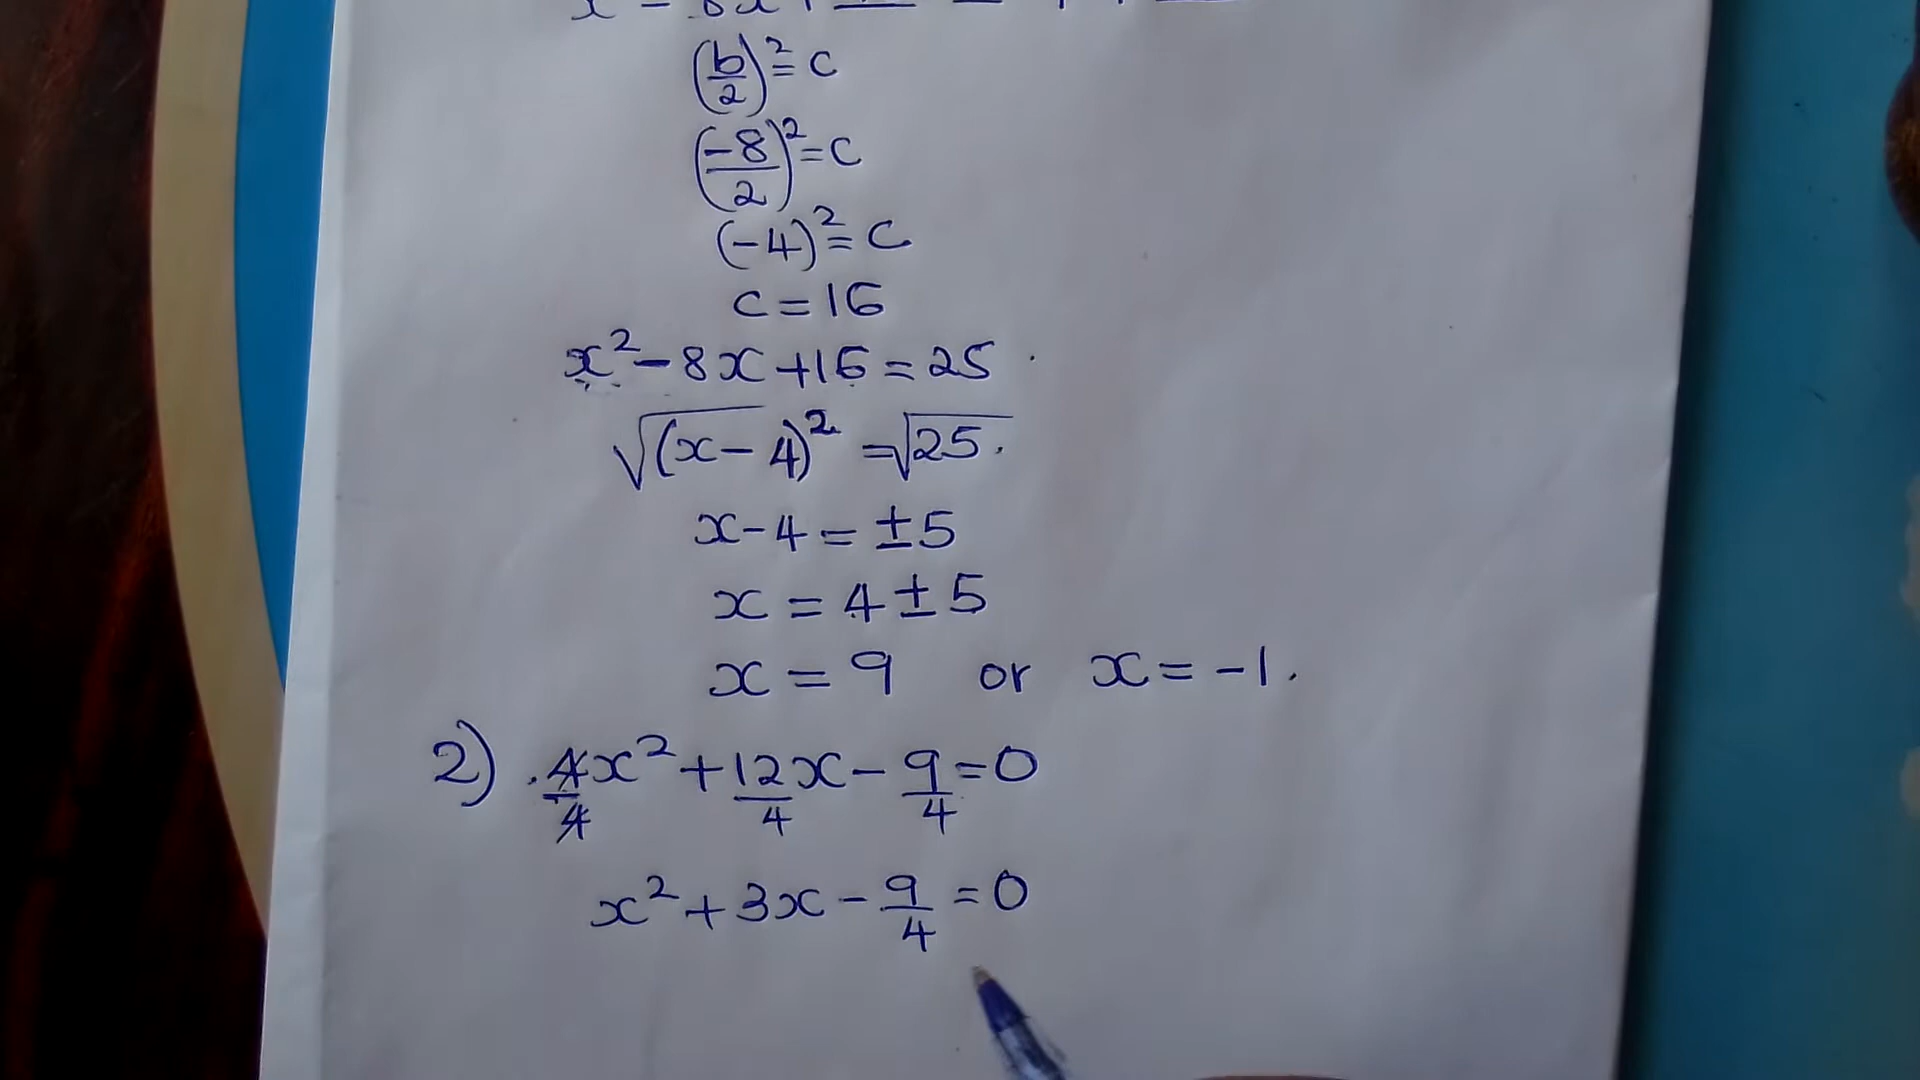 (b/2)² = c
(-8/2)² = c
(-4)² = c
c = 16
x² - 8x + 16 = 25
√(x - 4)² = √25.
x - 4 = ±5
x = 4 ± 5
x = 9 or x = -1.
2) 4x²/4 + 12x/4 - 9/4 = 0
x² + 3x - 9/4 = 0